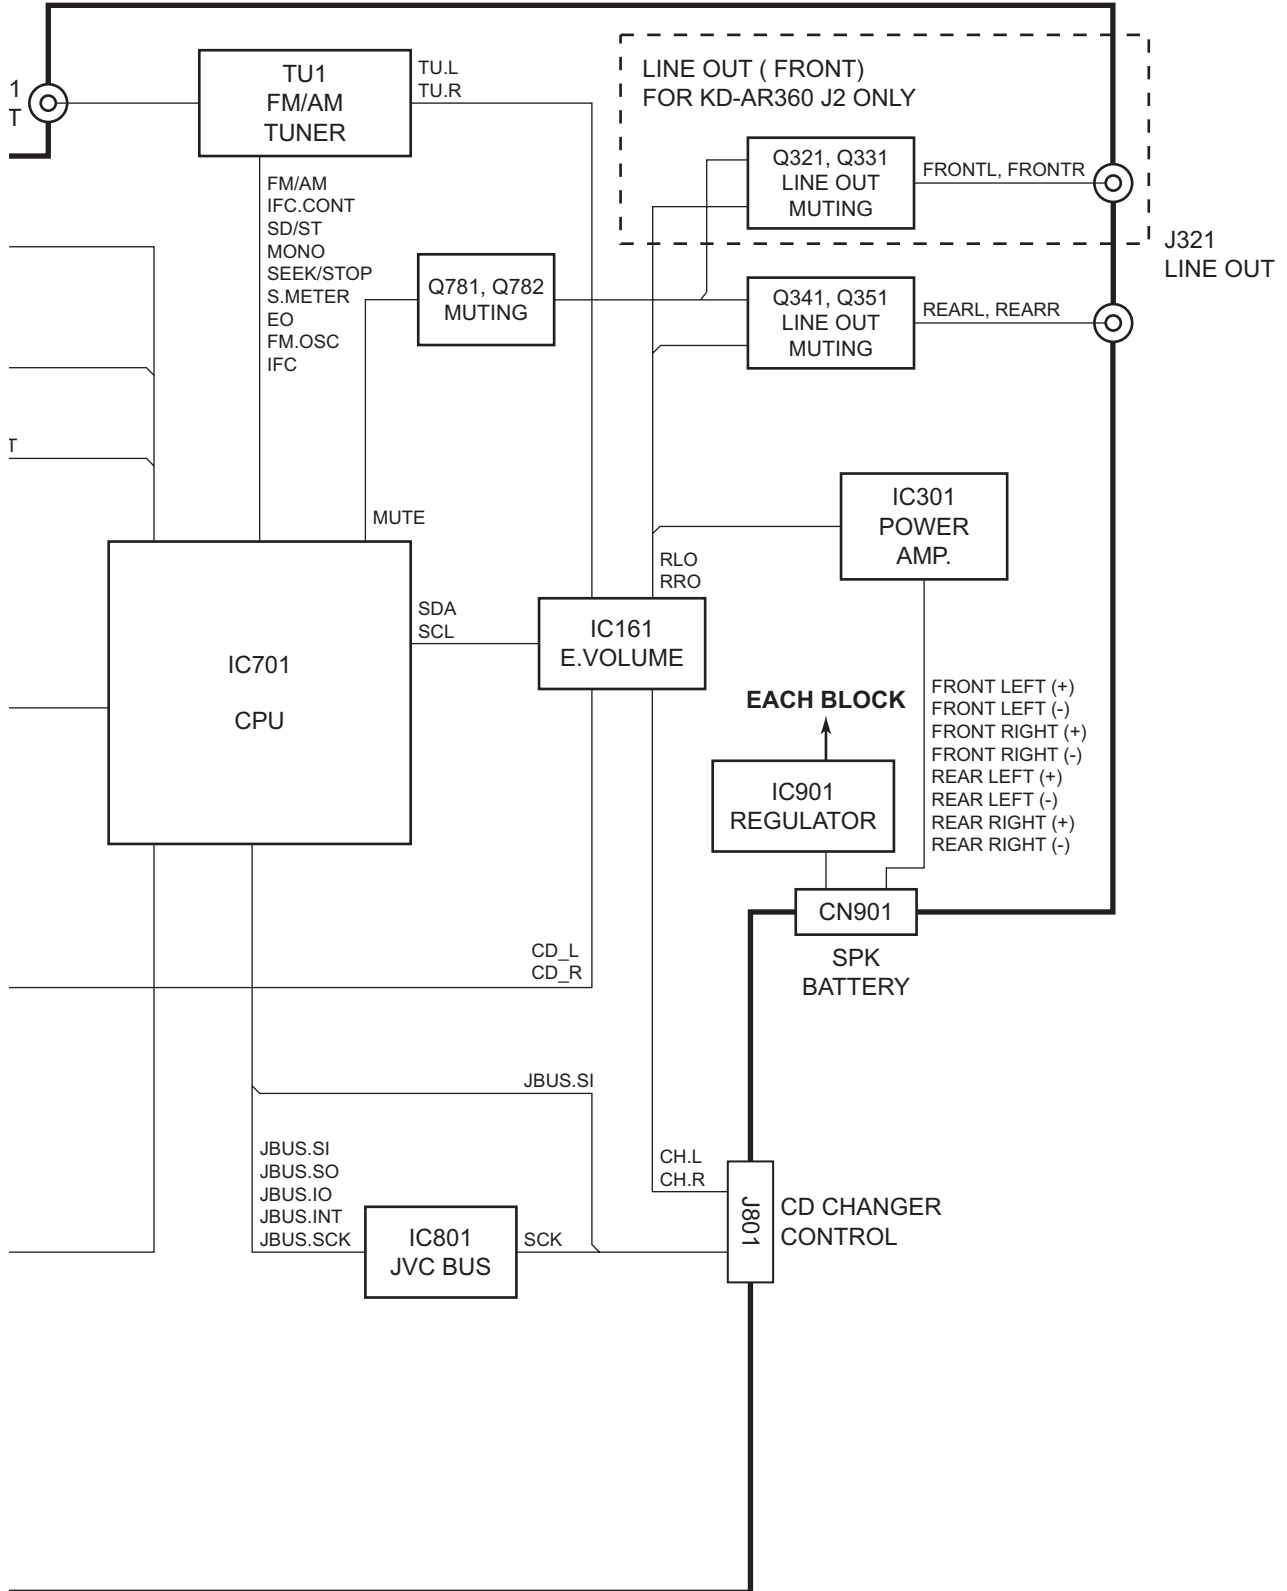 1
T
TU1
FM/AM
TUNER
TU.L
TU.R
LINE OUT ( FRONT)
FOR KD-AR360 J2 ONLY
Q321, Q331
LINE OUT
MUTING
FRONTL, FRONTR
J321
LINE OUT
FM/AM
IFC.CONT
SD/ST
MONO
SEEK/STOP
S.METER
EO
FM.OSC
IFC
Q781, Q782
MUTING
Q341, Q351
LINE OUT
MUTING
REARL, REARR
T
MUTE
IC301
POWER
AMP.
RLO
RRO
IC701
CPU
SDA
SCL
IC161
E.VOLUME
EACH BLOCK
IC901
REGULATOR
FRONT LEFT (+)
FRONT LEFT (-)
FRONT RIGHT (+)
FRONT RIGHT (-)
REAR LEFT (+)
REAR LEFT (-)
REAR RIGHT (+)
REAR RIGHT (-)
CN901
SPK
BATTERY
CD_L
CD_R
JBUS.SI
JBUS.SI
JBUS.SO
JBUS.IO
JBUS.INT
JBUS.SCK
IC801
JVC BUS
SCK
CH.L
CH.R
J801
CD CHANGER
CONTROL